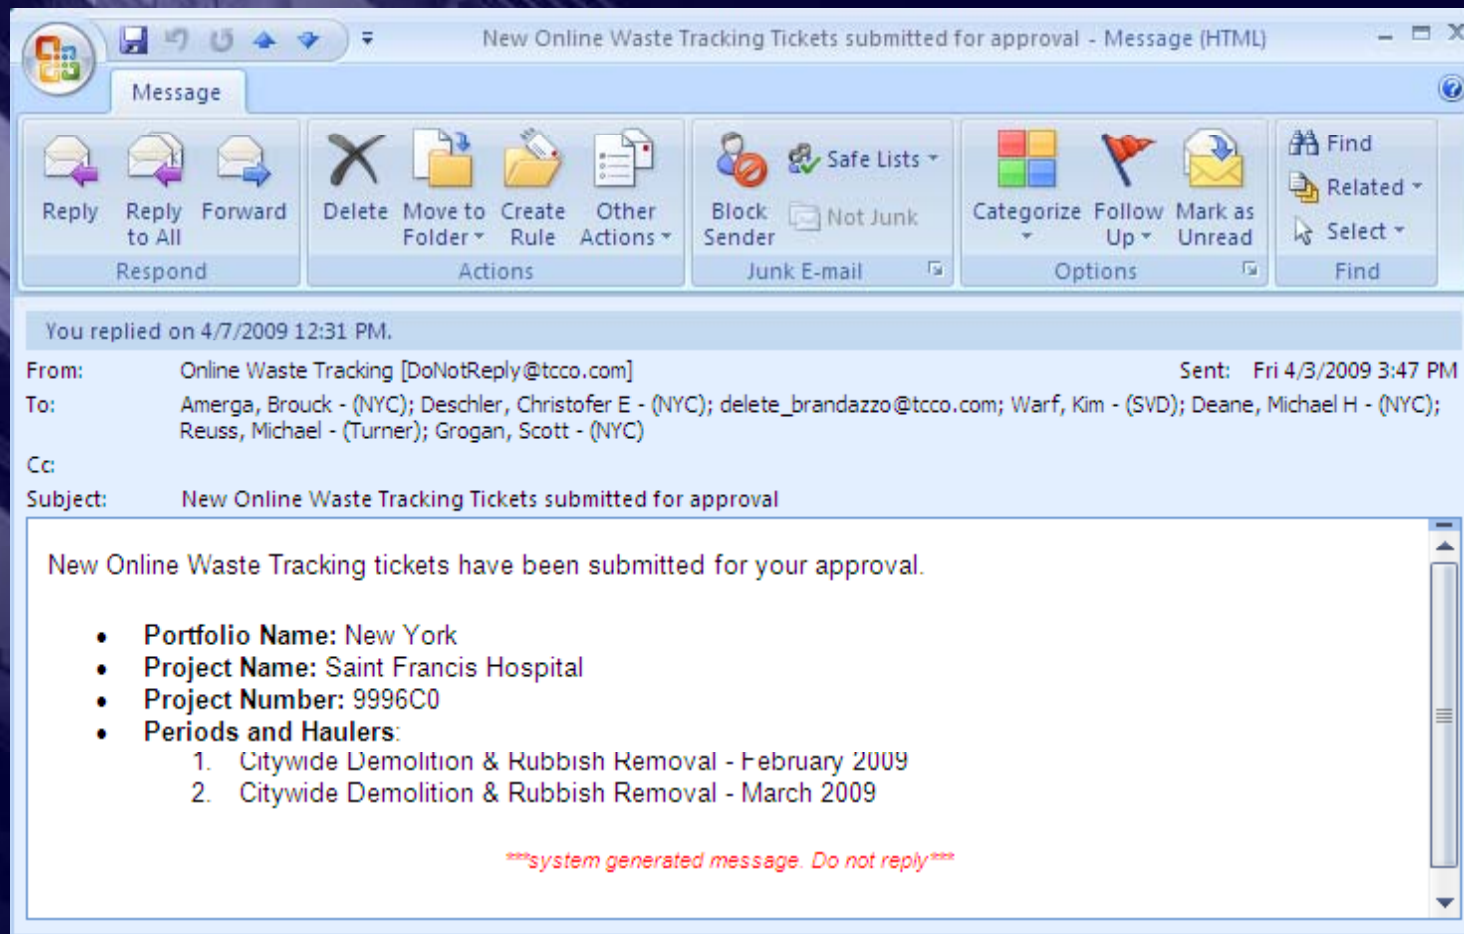 New Online Waste Tracking Tickets submitted for approval - Message (HTML)
Message
Reply
Reply to All
Forward
Respond
Delete
Move to Folder
Create Rule
Other Actions
Actions
Block Sender
Safe Lists
Not Junk
Junk E-mail
Categorize
Follow Up
Mark as Unread
Options
Find
Related
Select
Find
You replied on 4/7/2009 12:31 PM.
From: Online Waste Tracking [DoNotReply@tcco.com] Sent: Fri 4/3/2009 3:47 PM
To: Amerga, Brouck - (NYC); Deschler, Christofer E - (NYC); delete_brandazzo@tcco.com; Warf, Kim - (SVD); Deane, Michael H - (NYC);
Reuss, Michael - (Turner); Grogan, Scott - (NYC)
Cc:
Subject: New Online Waste Tracking Tickets submitted for approval
New Online Waste Tracking tickets have been submitted for your approval.
• Portfolio Name: New York
• Project Name: Saint Francis Hospital
• Project Number: 9996C0
• Periods and Haulers:
1. Citywide Demolition & Rubbish Removal - February 2009
2. Citywide Demolition & Rubbish Removal - March 2009
***system generated message. Do not reply***